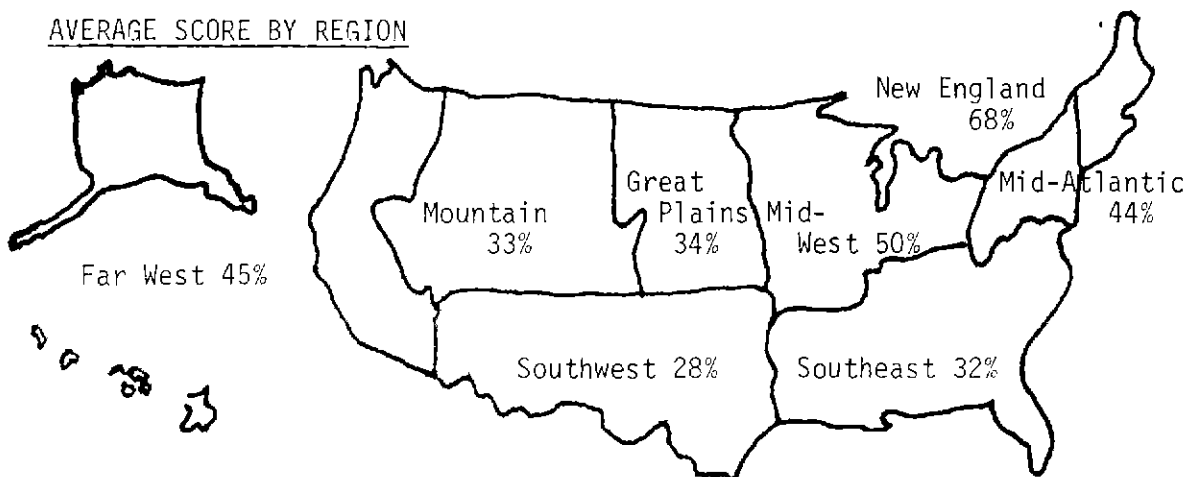 AVERAGE SCORE BY REGION
New England
68%
Great
Plains
34%
Mid-Atlantic
44%
Mountain
33%
Mid-
West 50%
Far West 45%
Southwest 28%
Southeast 32%